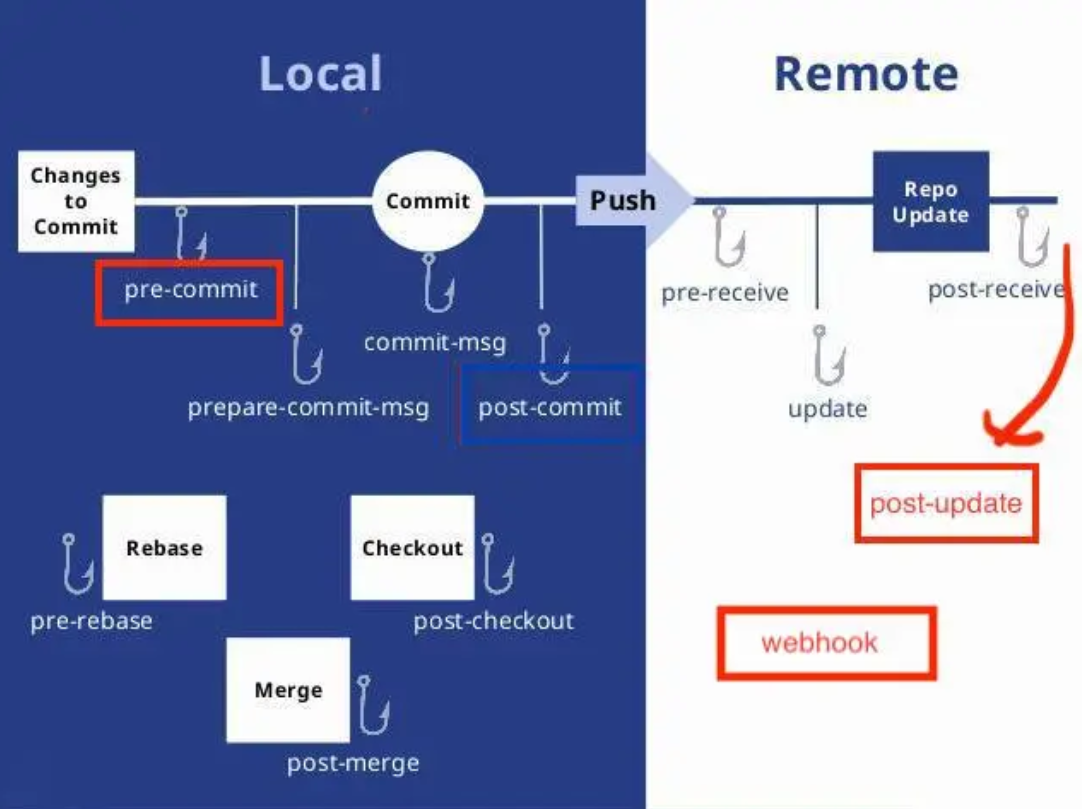 Local
Remote
Changes
to
Commit
Commit
Push
Repo
Update
pre-commit
pre-receive
post-receive
commit-msg
prepare-commit-msg
post-commit
update
post-update
Rebase
Checkout
pre-rebase
post-checkout
webhook
Merge
post-merge